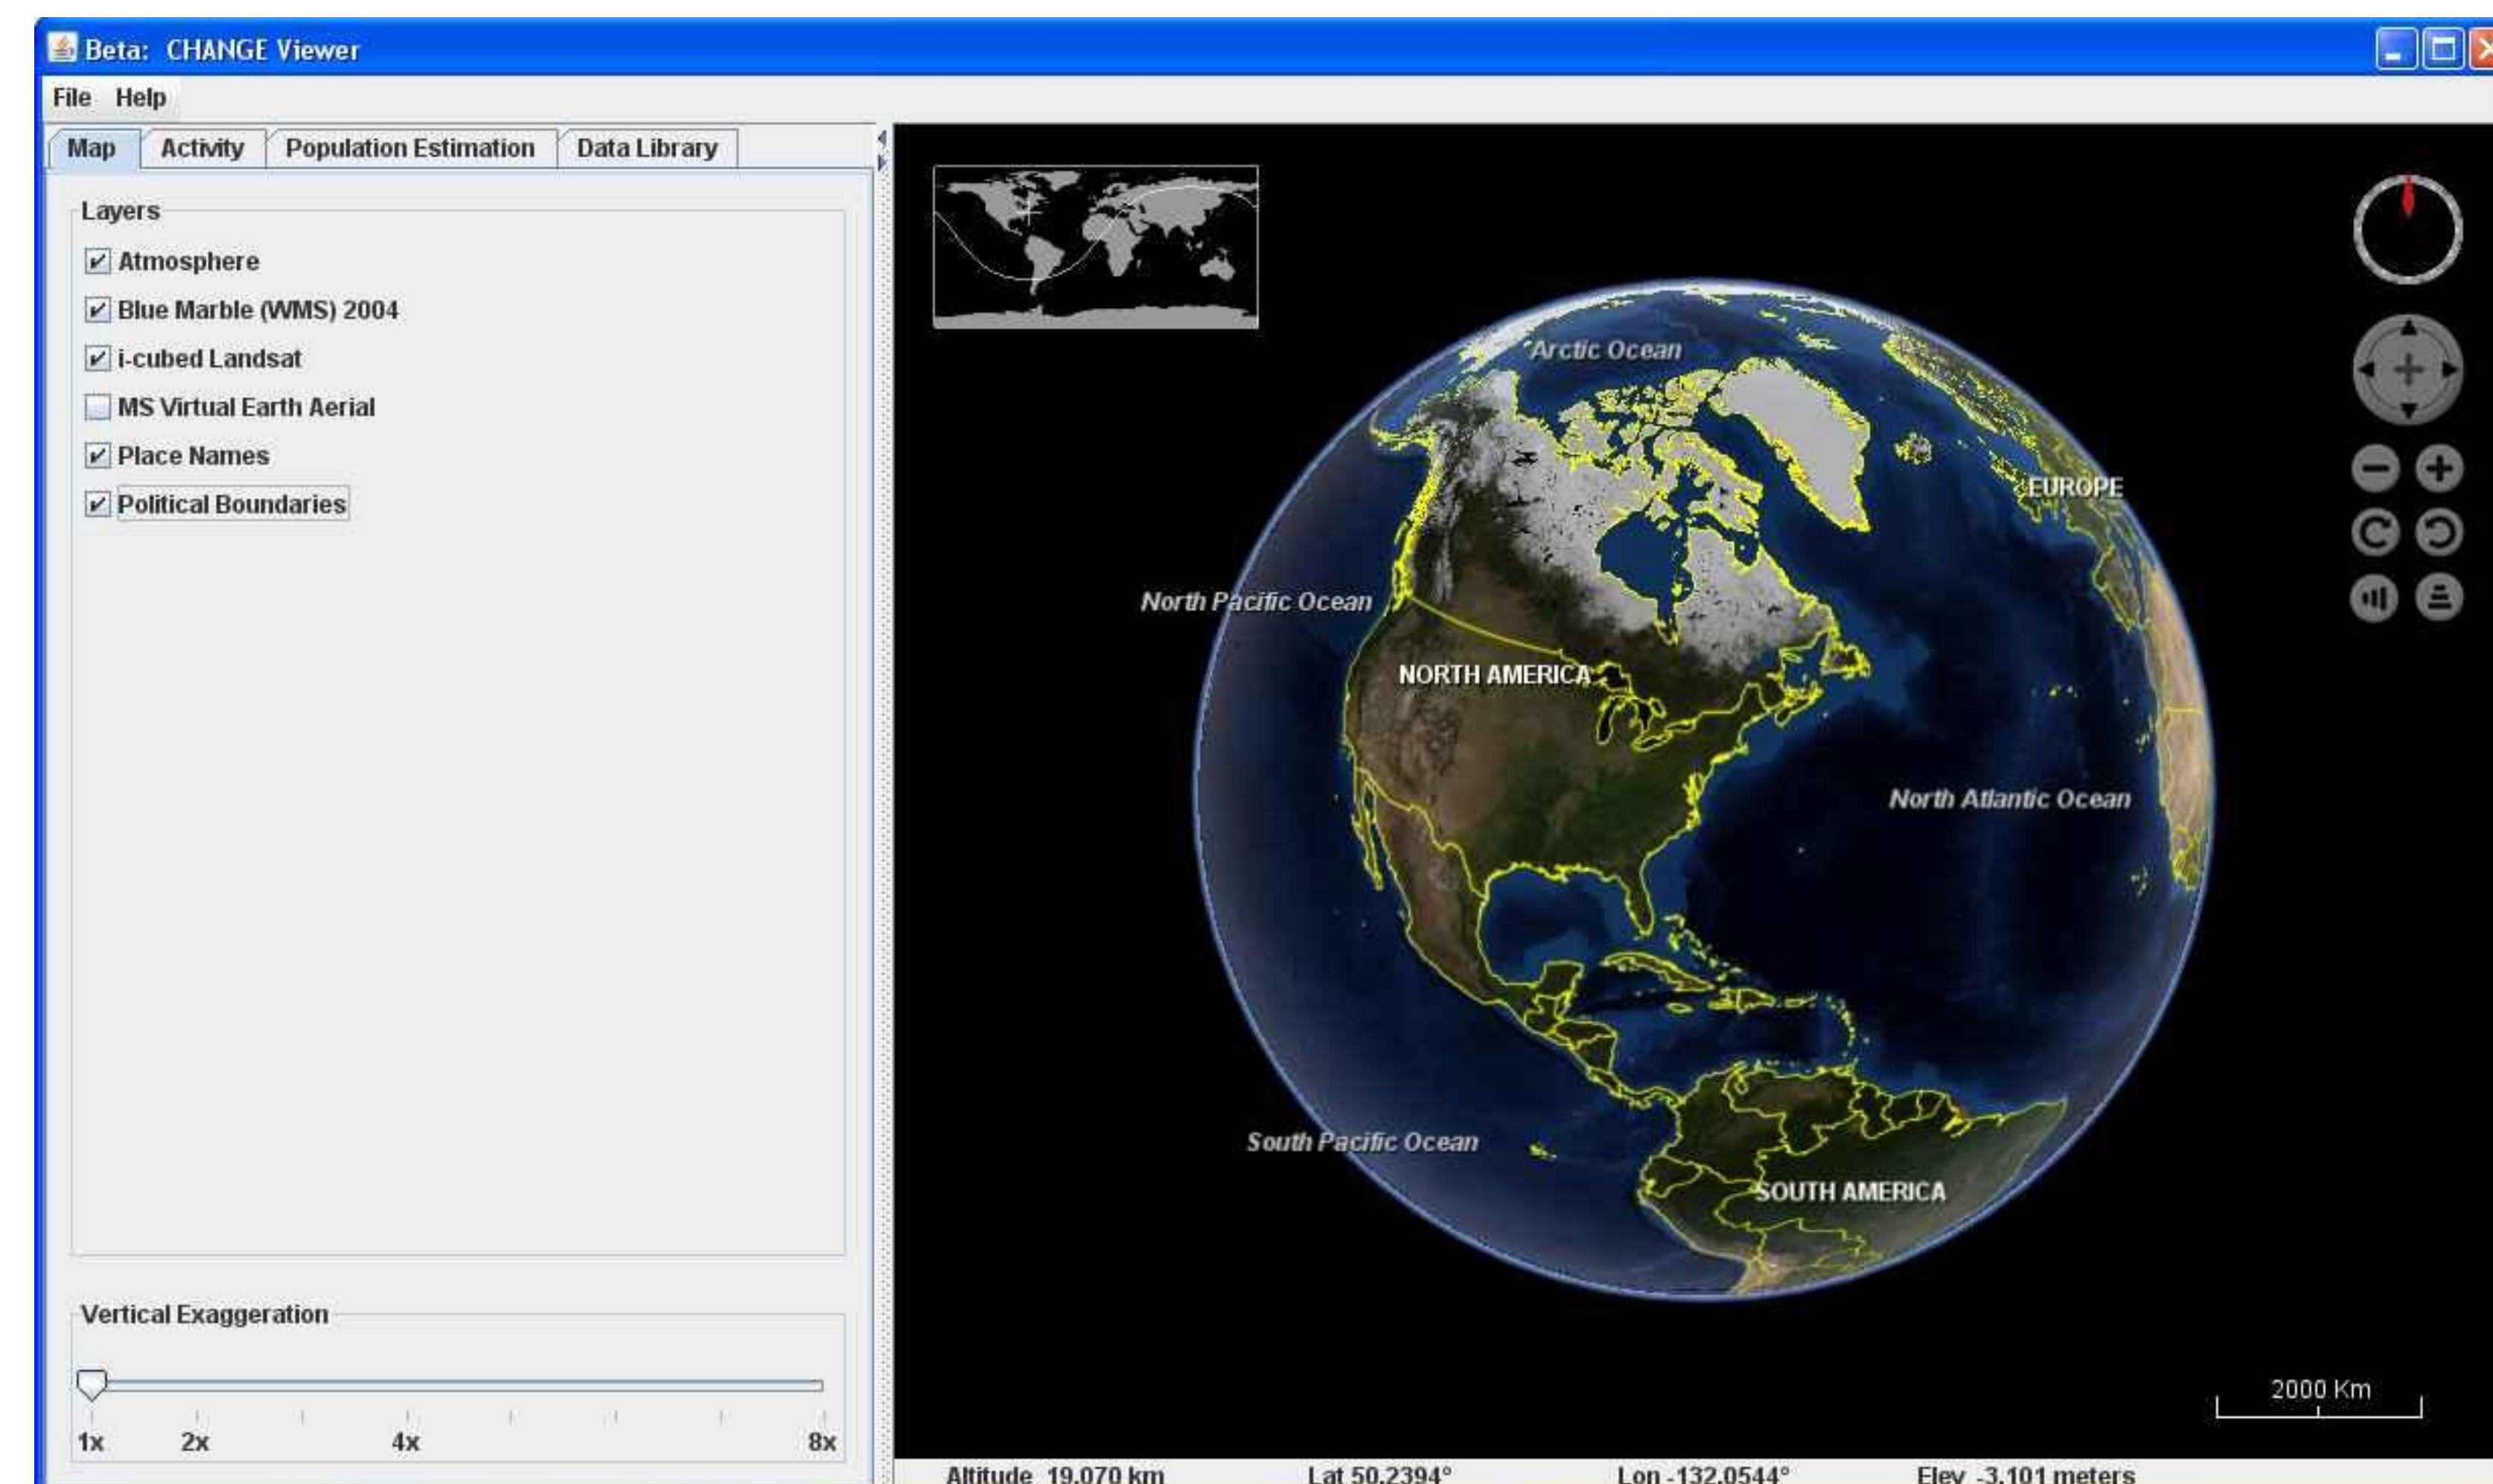 Beta: CHANGE Viewer
File Help
Map Activity Population Estimation Data Library
Layers
Atmosphere
Blue Marble (WMS) 2004
i-cubed Landsat
MS Virtual Earth Aerial
Place Names
Political Boundaries
Vertical Exaggeration
1x 2x 4x 8x
Arctic Ocean
EUROPE
North Pacific Ocean
NORTH AMERICA
North Atlantic Ocean
South Pacific Ocean
SOUTH AMERICA
2000 Km
Altitude 19,070 km Lat 50.2394° Lon -132.0544° Elev -3,101 meters